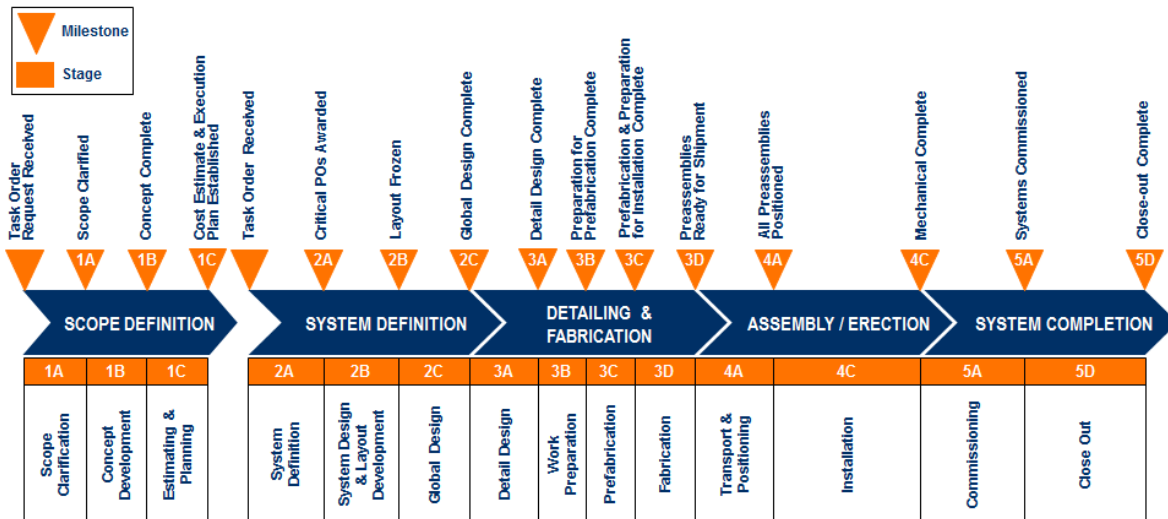 Milestone
Stage
Task Order
Request Received
Scope Clarified
Concept Complete
Cost Estimate & Execution
Plan Established
Task Order Received
Critical POs Awarded
Layout Frozen
Global Design Complete
Detail Design Complete
Preparation for
Prefabrication Complete
Prefabrication & Preparation
for Installation Complete
Preassemblies
Ready for Shipment
All Preassemblies
Positioned
Mechanical Complete
Systems Commissioned
Close-out Complete
1A
1B
1C
2A
2B
2C
3A
3B
3C
3D
4A
4C
5A
5D
SCOPE DEFINITION
SYSTEM DEFINITION
DETAILING &
FABRICATION
ASSEMBLY / ERECTION
SYSTEM COMPLETION
1A
1B
1C
2A
2B
2C
3A
3B
3C
3D
4A
4C
5A
5D
Scope
Clarification
Concept
Development
Estimating &
Planning
System
Definition
System Design
& Layout
Development
Global Design
Detail Design
Work
Preparation
Prefabrication
Fabrication
Transport &
Positioning
Installation
Commissioning
Close Out